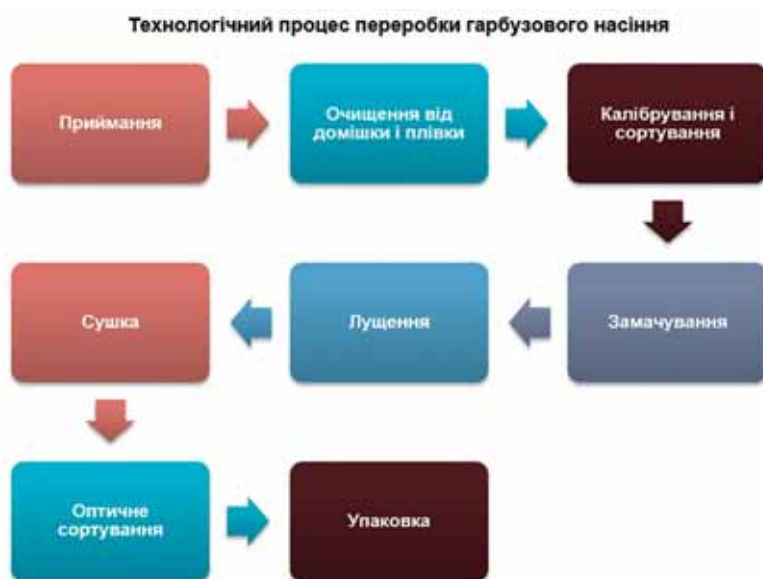 Технологічний процес переробки гарбузового насіння
Приймання
Очищення від
домішки і плівки
Калібрування і
сортування
Замачування
Лущення
Сушка
Оптичне
сортування
Упаковка